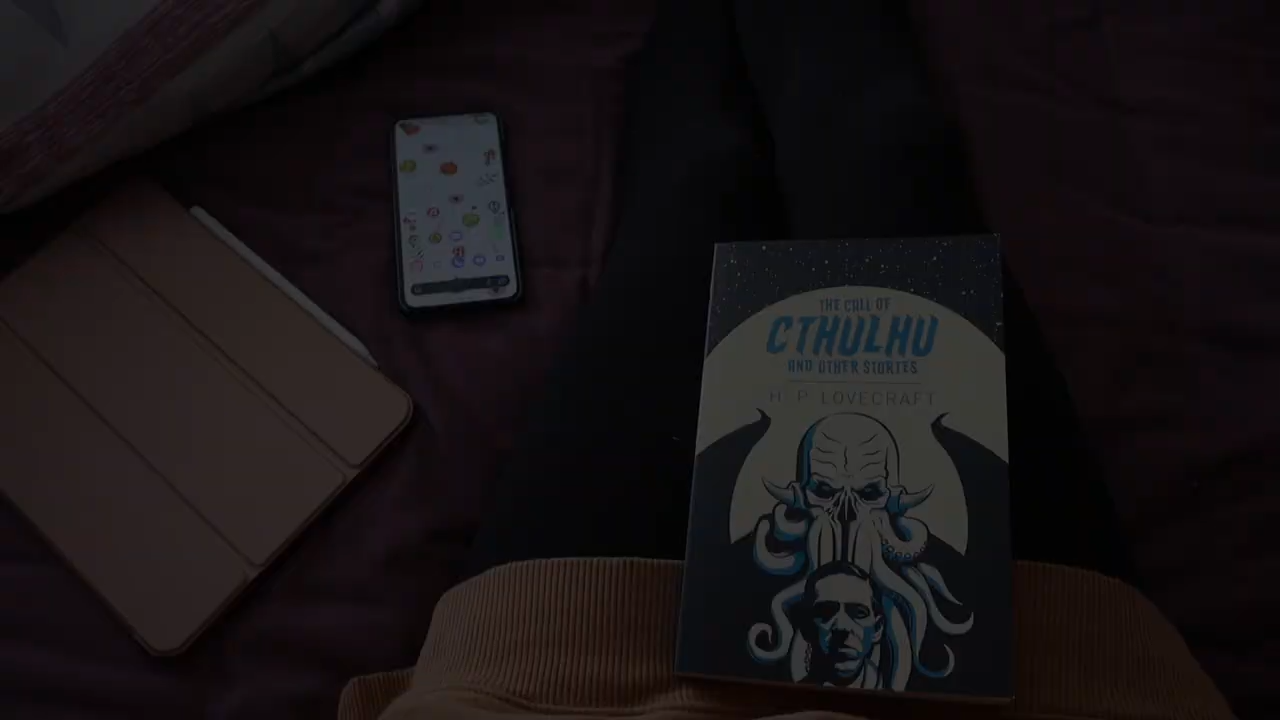 THE CALL OF
CTHULHU
AND OTHER STORIES
H. P. LOVECRAFT